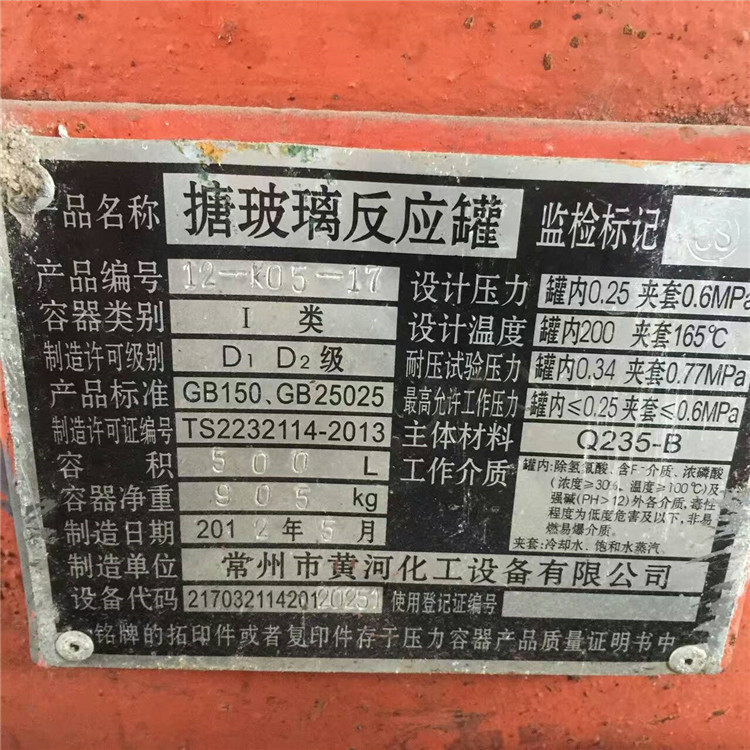 产品名称 搪玻璃反应罐 监检标记 CS
产品编号 12-K05-17 设计压力 罐内0.25 夹套0.6MPa
容器类别 I 类 设计温度 罐内200 夹套165℃
制造许可级别 D1 D2级 耐压试验压力 罐内0.34 夹套0.77MPa
产品标准 GB150、GB25025 最高允许工作压力 罐内≤0.25 夹套≤0.6MPa
制造许可证编号 TS2232114-2013 主体材料 Q235-B
容积 500 L 工作介质 罐内:除氢氟酸、含F⁻介质、浓磷酸
(浓度≥30%,温度≥100℃)及
容器净重 905 kg 强碱(PH>12)外各介质,毒性
程度为低度危害及以下,非易
制造日期 2012年5月 燃易爆介质。
夹套:冷却水、饱和水蒸汽
制造单位 常州市黄河化工设备有限公司
设备代码 21703211420120251 使用登记证编号
铭牌的拓印件或者复印件存于压力容器产品质量证明书中